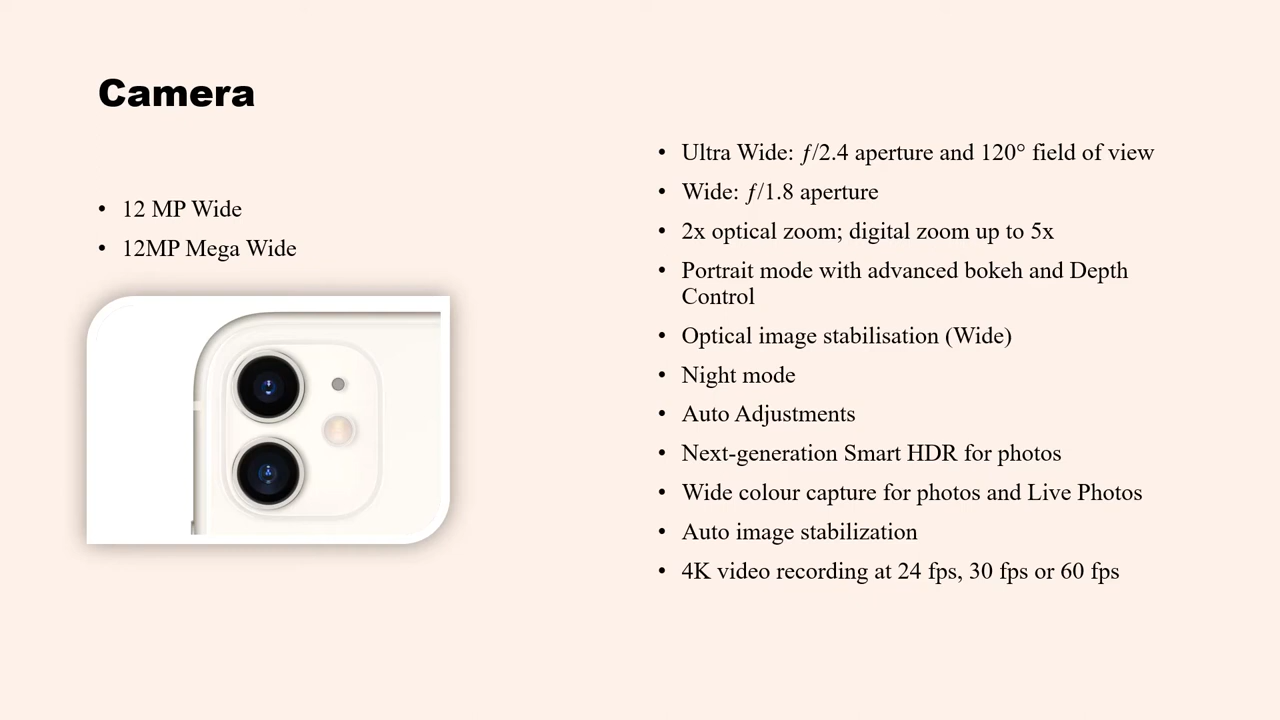 Camera
• 12 MP Wide
• 12MP Mega Wide
• Ultra Wide: ƒ/2.4 aperture and 120° field of view
• Wide: ƒ/1.8 aperture
• 2x optical zoom; digital zoom up to 5x
• Portrait mode with advanced bokeh and Depth
Control
• Optical image stabilisation (Wide)
• Night mode
• Auto Adjustments
• Next-generation Smart HDR for photos
• Wide colour capture for photos and Live Photos
• Auto image stabilization
• 4K video recording at 24 fps, 30 fps or 60 fps